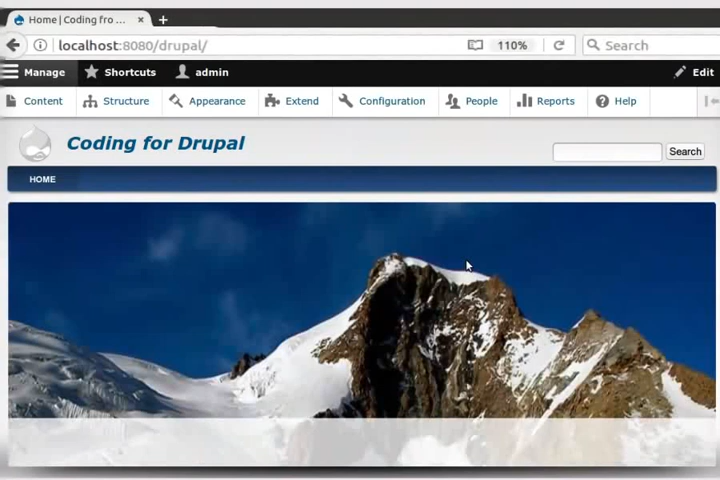 Home | Coding fro ... × +
localhost:8080/drupal/ 110% Search
Manage Shortcuts admin Edit
Content Structure Appearance Extend Configuration People Reports Help
Coding for Drupal
Search
HOME